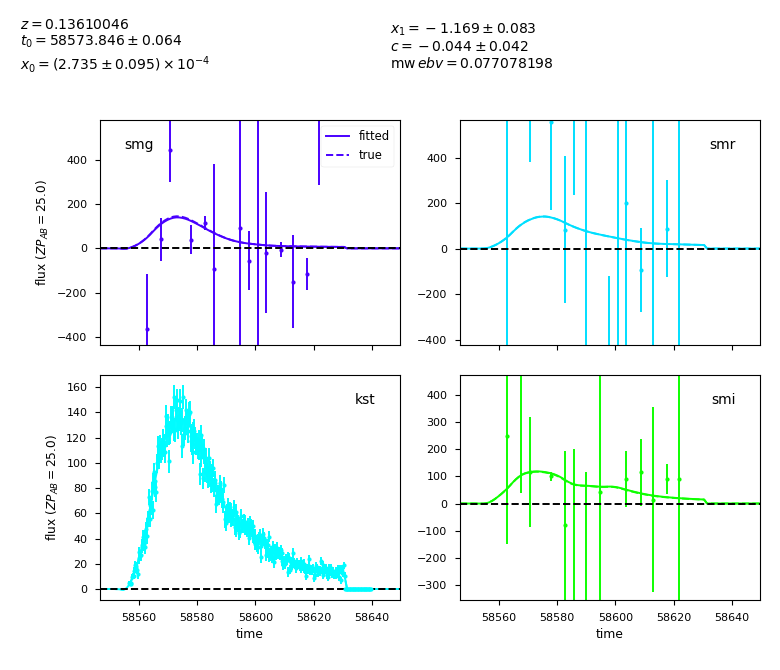 z = 0.13610046
t₀ = 58573.846 ± 0.064
x₀ = (2.735 ± 0.095) × 10⁻⁴
x₁ = −1.169 ± 0.083
c = −0.044 ± 0.042
mw ebv = 0.077078198
smg
fitted
true
flux (ZP_AB = 25.0)
400
200
0
−200
−400
smr
400
200
0
−200
−400
kst
flux (ZP_AB = 25.0)
160
140
120
100
80
60
40
20
0
58560 58580 58600 58620 58640
time
smi
400
300
200
100
0
−100
−200
−300
58560 58580 58600 58620 58640
time